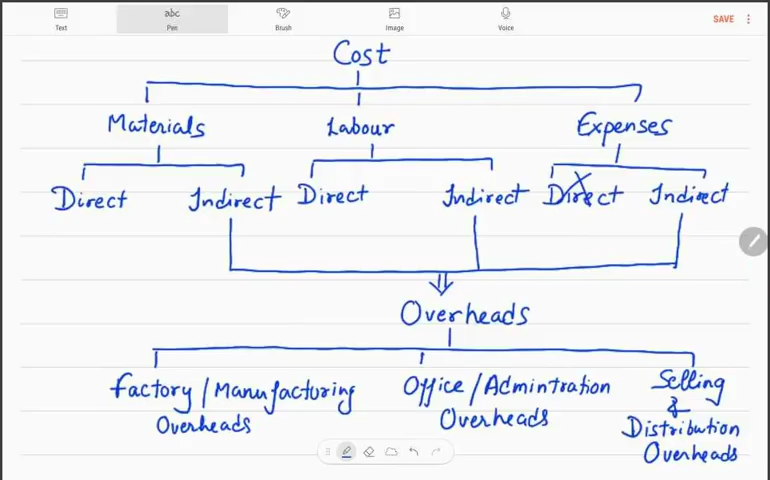 Text Pen Brush Image Voice SAVE
abc
Cost
Materials Labour Expenses
Direct Indirect Direct Indirect Direct Indirect
Overheads
Factory / Manufacturing Overheads
Office / Admintration Overheads
Selling & Distribution Overheads